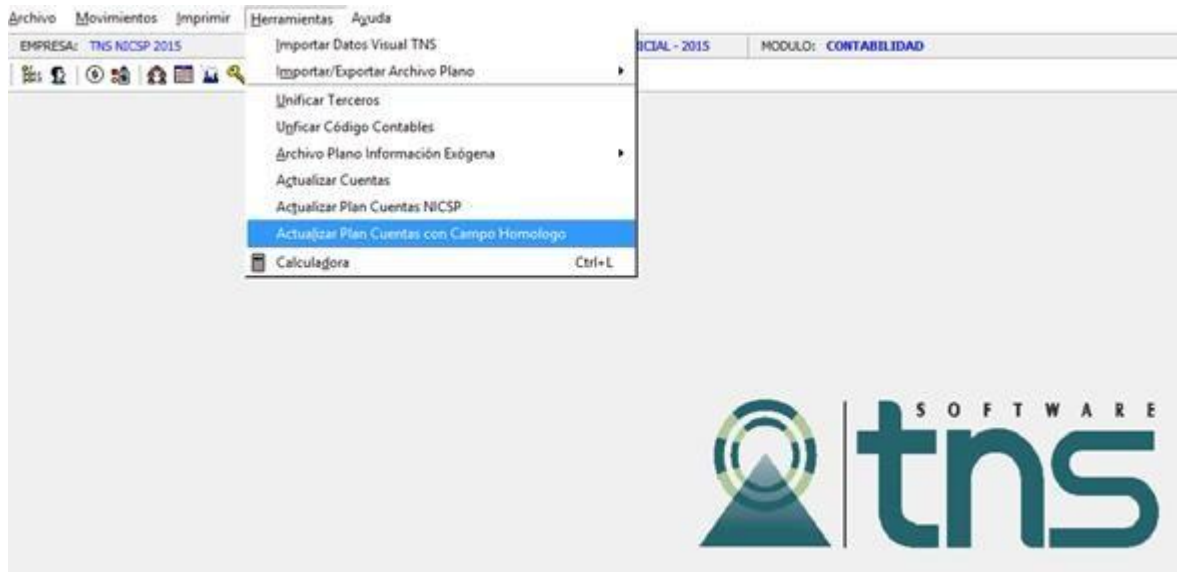 Archivo Movimientos Imprimir Herramientas Ayuda
EMPRESA: TNS NICSP 2015 ICIAL - 2015 MODULO: CONTABILIDAD
Importar Datos Visual TNS
Importar/Exportar Archivo Plano
Unificar Terceros
Unficar Código Contables
Archivo Plano Información Exógena
Actualizar Cuentas
Actualizar Plan Cuentas NICSP
Actualizar Plan Cuentas con Campo Homologo
Calculadora Ctrl+L
SOFTWARE
tns